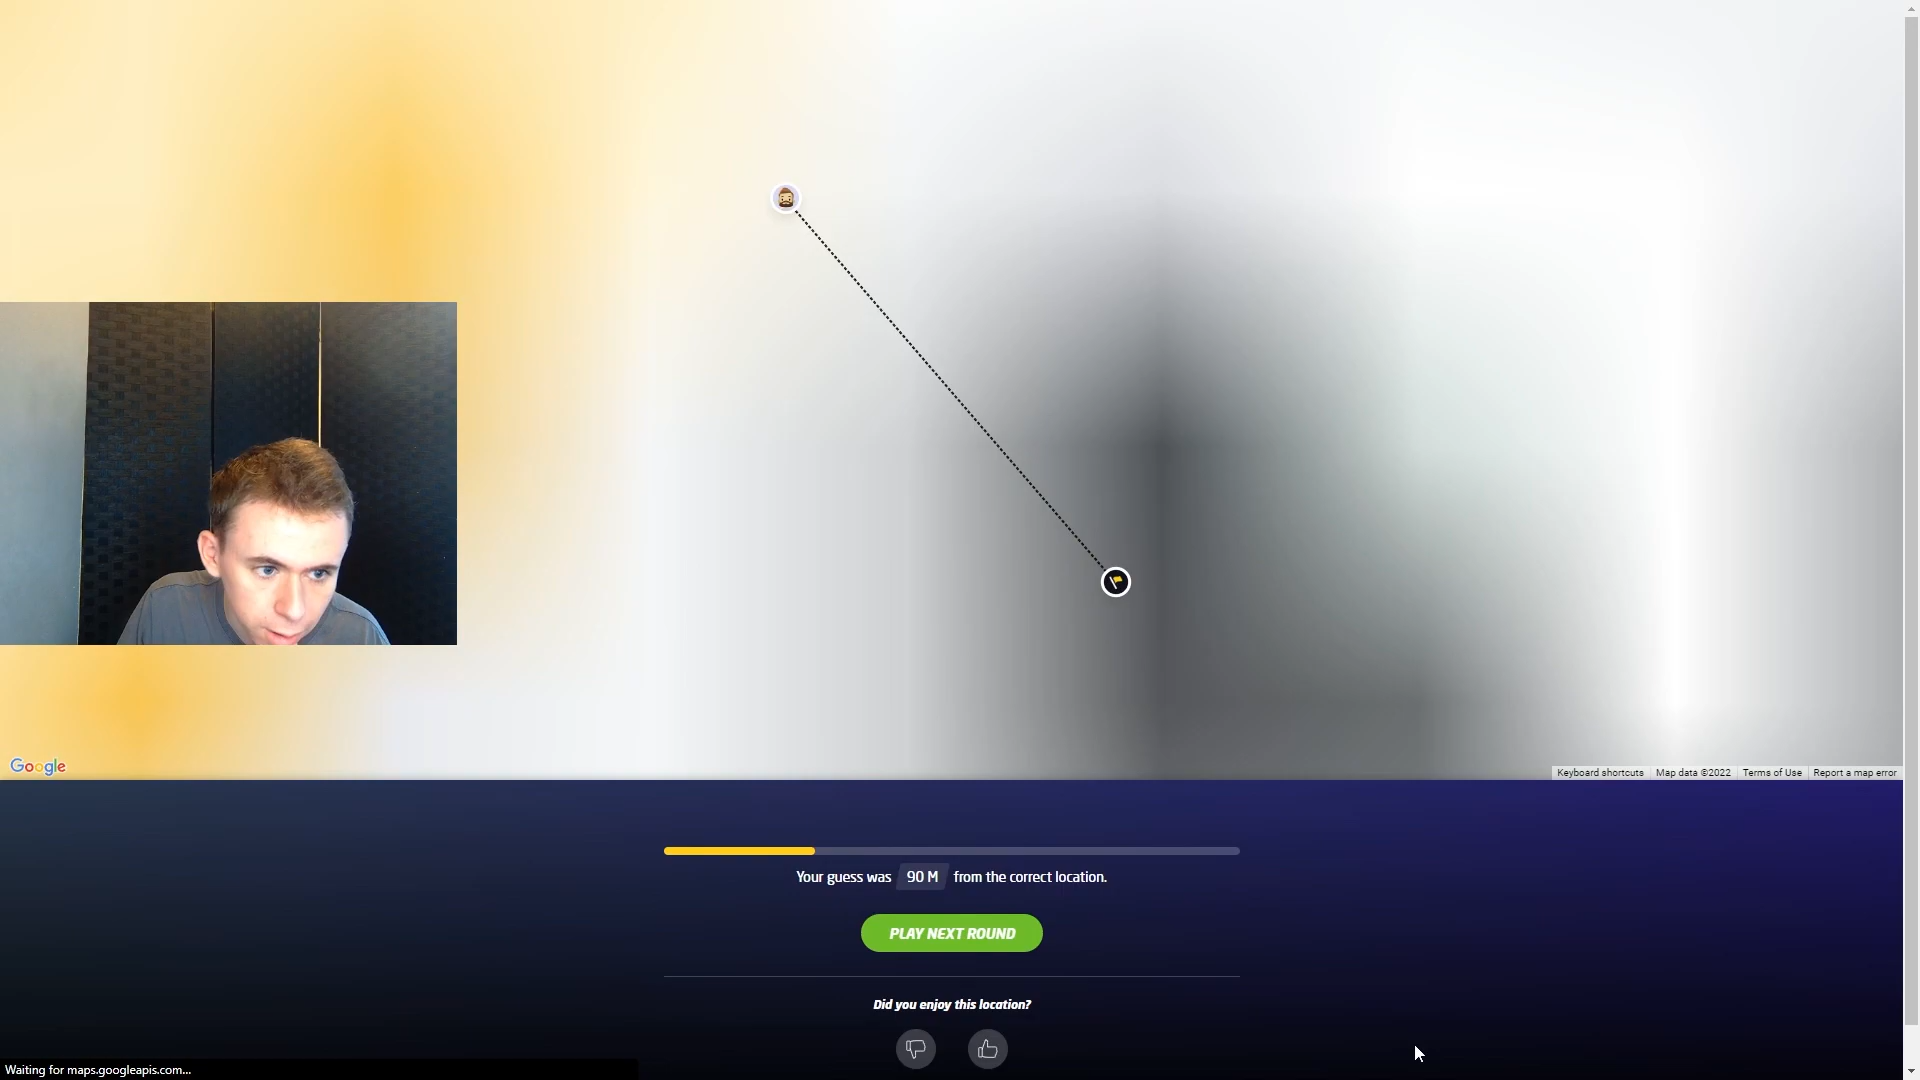 Google
Keyboard shortcuts
Map data ©2022
Terms of Use
Report a map error
Your guess was 90 M from the correct location.
PLAY NEXT ROUND
Did you enjoy this location?
Waiting for maps.googleapis.com...